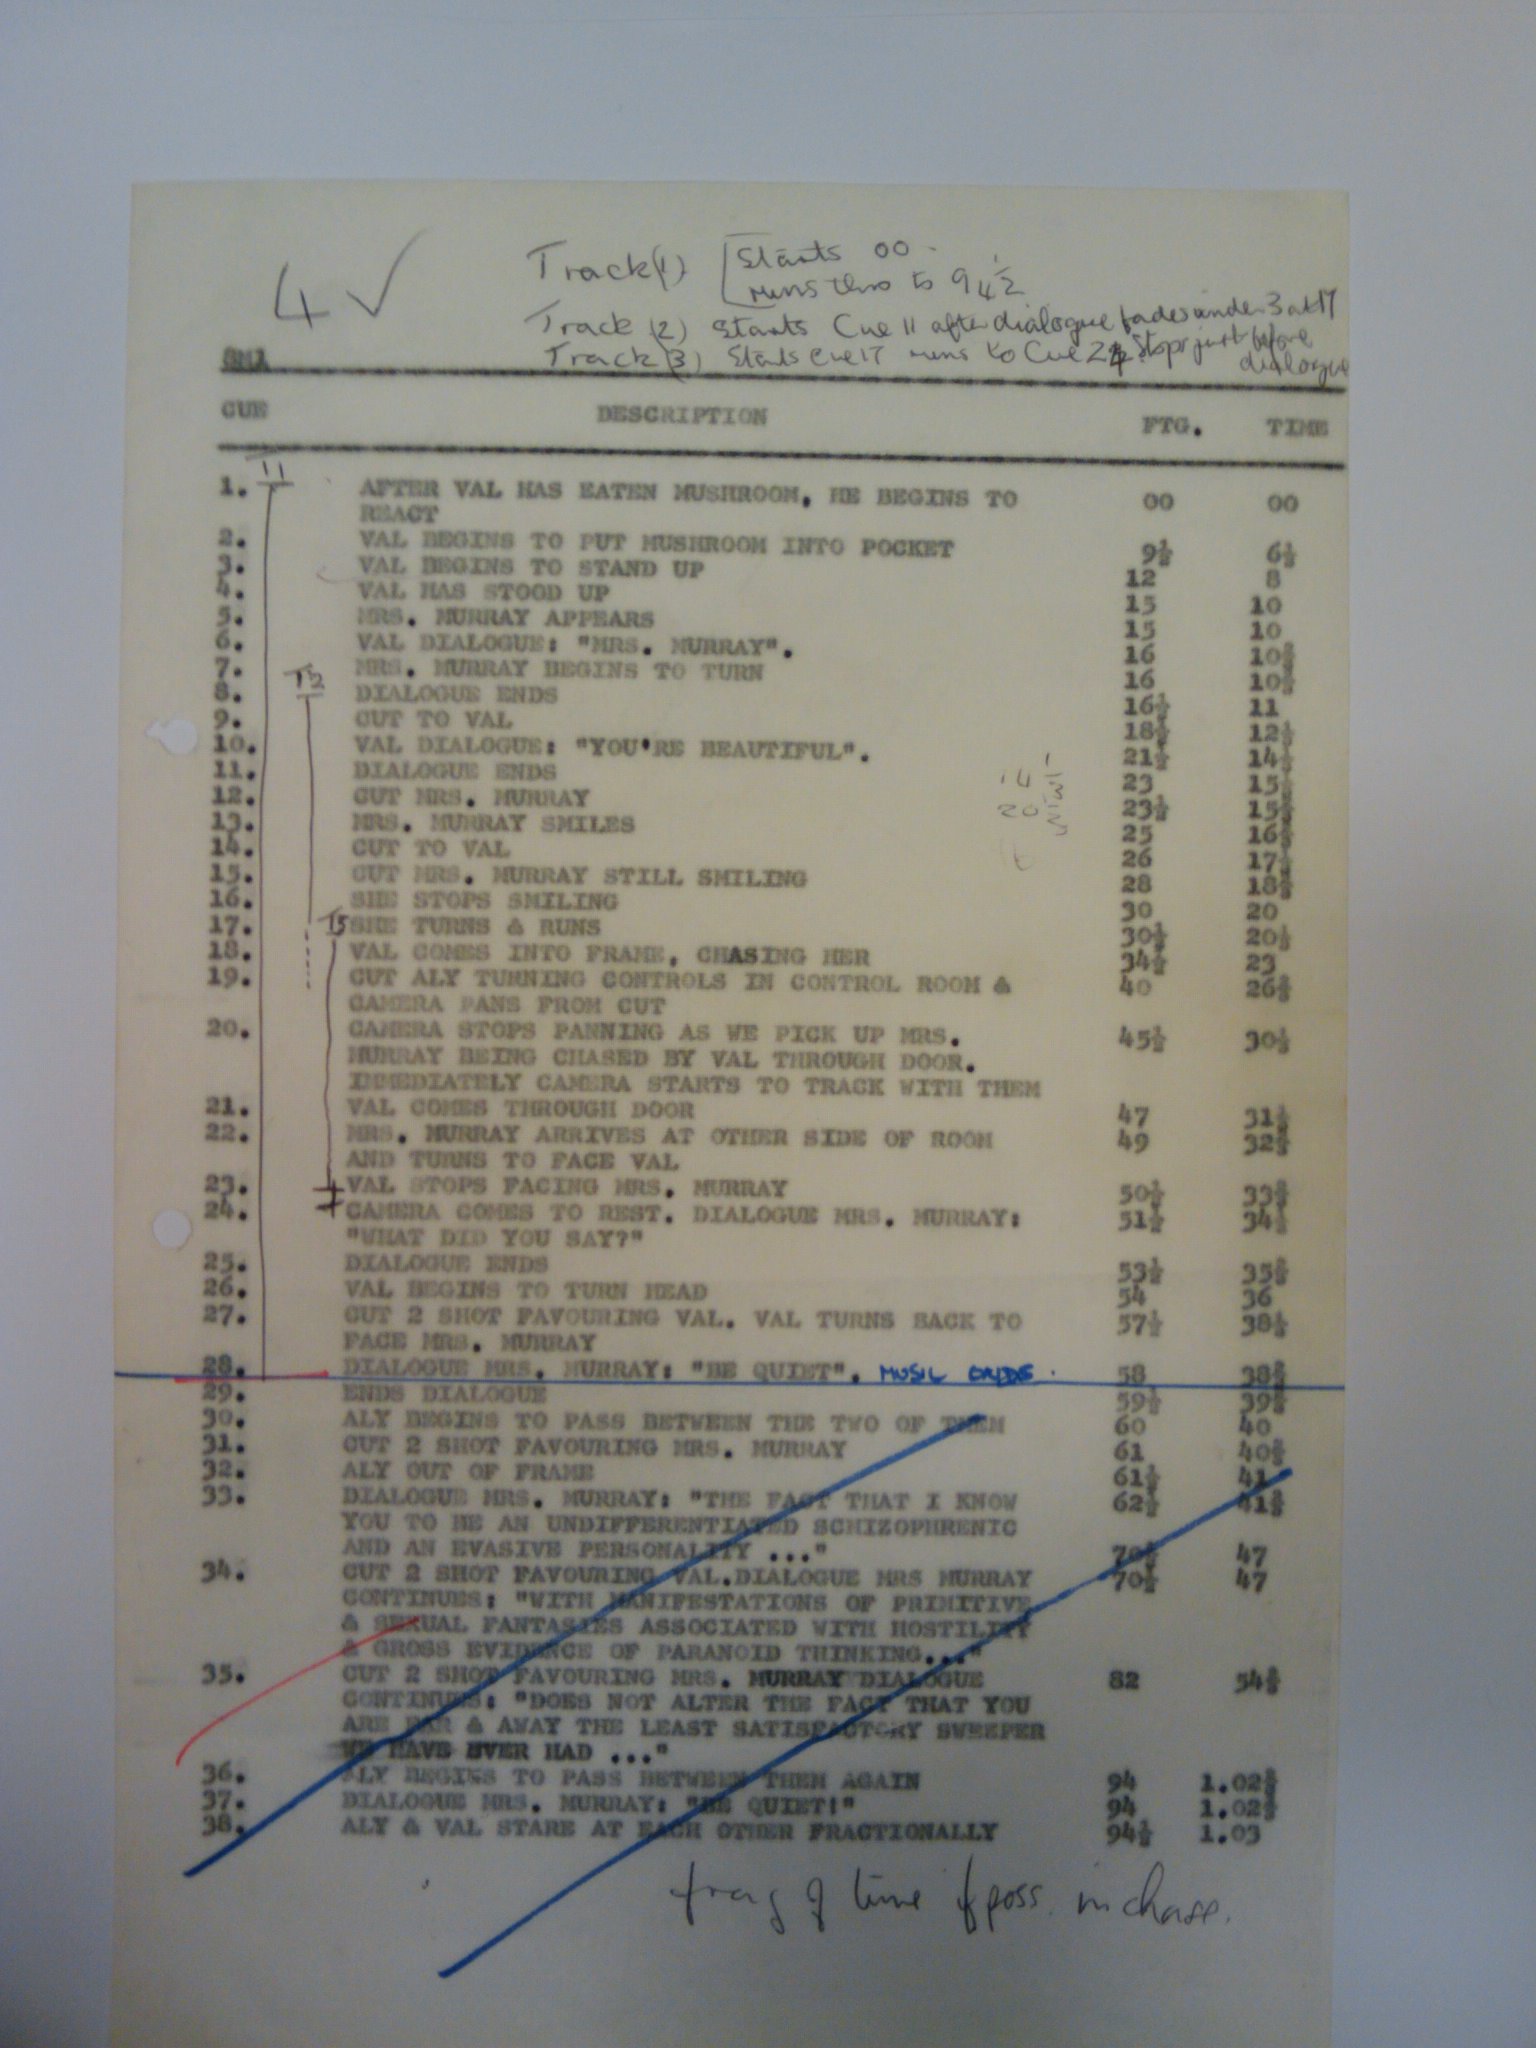 4 ✓
Track (1) Starts 00
runs thro to 94½
Track (2) Starts Cue 11 after dialogue fades under 3 at 17
Track (3) Starts Cue 17 runs to Cue 24 Stops just before
dialogue
8M1
CUE DESCRIPTION FTG. TIME
T1
1. AFTER VAL HAS EATEN MUSHROOM, HE BEGINS TO 00 00
REACT
2. VAL BEGINS TO PUT MUSHROOM INTO POCKET 9½ 6⅓
3. VAL BEGINS TO STAND UP 12 8
4. VAL HAS STOOD UP 15 10
5. MRS. MURRAY APPEARS 15 10
6. VAL DIALOGUE: "MRS. MURRAY". 16 10⅔
7. MRS. MURRAY BEGINS TO TURN 16 10⅔
T2
8. DIALOGUE ENDS 16½ 11
9. CUT TO VAL 18½ 12⅓
10. VAL DIALOGUE: "YOU'RE BEAUTIFUL". 21½ 14⅓
11. DIALOGUE ENDS 23 15⅓
12. CUT MRS. MURRAY 23½ 15⅔
13. MRS. MURRAY SMILES 25 16⅔
14. CUT TO VAL 26 17⅓
15. CUT MRS. MURRAY STILL SMILING 28 18⅔
16. SHE STOPS SMILING 30 20
17. T3 SHE TURNS & RUNS 30½ 20⅓
18. VAL COMES INTO FRAME, CHASING HER 34½ 23
19. CUT ALY TURNING CONTROLS IN CONTROL ROOM & 40 26⅔
CAMERA PANS FROM CUT
20. CAMERA STOPS PANNING AS WE PICK UP MRS. 45½ 30⅓
MURRAY BEING CHASED BY VAL THROUGH DOOR.
IMMEDIATELY CAMERA STARTS TO TRACK WITH THEM
21. VAL COMES THROUGH DOOR 47 31⅓
22. MRS. MURRAY ARRIVES AT OTHER SIDE OF ROOM 49 32⅔
AND TURNS TO FACE VAL
23. VAL STOPS FACING MRS. MURRAY 50½ 33⅔
24. CAMERA COMES TO REST. DIALOGUE MRS. MURRAY: 51½ 34⅓
"WHAT DID YOU SAY?"
25. DIALOGUE ENDS 53½ 35⅔
26. VAL BEGINS TO TURN HEAD 54 36
27. CUT 2 SHOT FAVOURING VAL. VAL TURNS BACK TO 57½ 38⅓
FACE MRS. MURRAY
28. DIALOGUE MRS. MURRAY: "BE QUIET". MUSIC ENDS. 58 38⅔
29. ENDS DIALOGUE 59½ 39⅔
30. ALY BEGINS TO PASS BETWEEN THE TWO OF THEM 60 40
31. CUT 2 SHOT FAVOURING MRS. MURRAY 61 40⅔
32. ALY OUT OF FRAME 61½ 41
33. DIALOGUE MRS. MURRAY: "THE FACT THAT I KNOW 62½ 41⅔
YOU TO BE AN UNDIFFERENTIATED SCHIZOPHRENIC
AND AN EVASIVE PERSONALITY ..." 70½ 47
34. CUT 2 SHOT FAVOURING VAL.DIALOGUE MRS MURRAY 70½ 47
CONTINUES: "WITH MANIFESTATIONS OF PRIMITIVE
& SEXUAL FANTASIES ASSOCIATED WITH HOSTILITY
& GROSS EVIDENCE OF PARANOID THINKING..."
35. CUT 2 SHOT FAVOURING MRS. MURRAY DIALOGUE 82 54⅔
CONTINUES: "DOES NOT ALTER THE FACT THAT YOU
ARE FAR & AWAY THE LEAST SATISFACTORY SWEEPER
WE HAVE EVER HAD ..."
36. ALY BEGINS TO PASS BETWEEN THEM AGAIN 94 1.02⅔
37. DIALOGUE MRS. MURRAY: "BE QUIET!" 94 1.02⅔
38. ALY & VAL STARE AT EACH OTHER FRACTIONALLY 94½ 1.03
frag of time if poss. in chase.